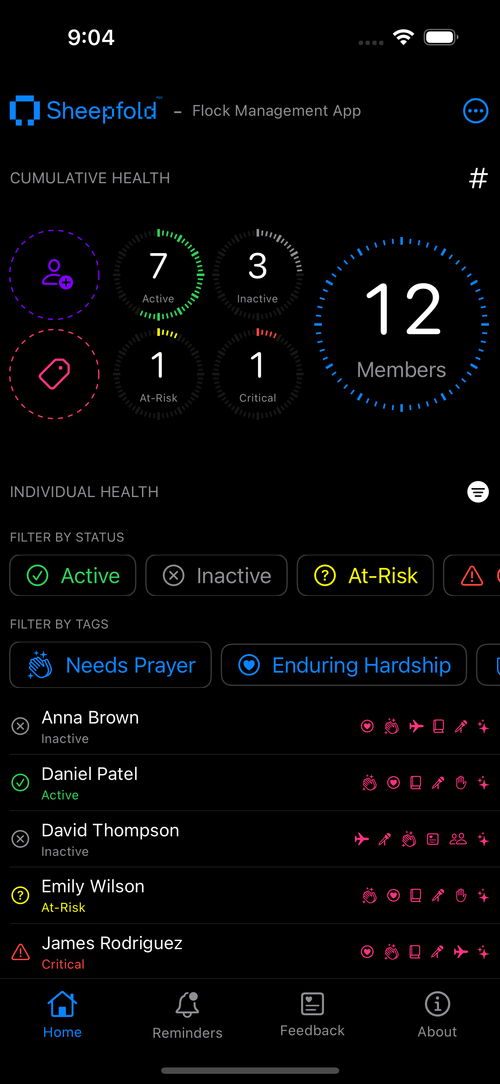 9:04
Sheepfold – Flock Management App
CUMULATIVE HEALTH #
7
Active
3
Inactive
12
Members
1
At-Risk
1
Critical
INDIVIDUAL HEALTH
FILTER BY STATUS
Active Inactive At-Risk
FILTER BY TAGS
Needs Prayer Enduring Hardship
Anna Brown
Inactive
Daniel Patel
Active
David Thompson
Inactive
Emily Wilson
At-Risk
James Rodriguez
Critical
Home Reminders Feedback About